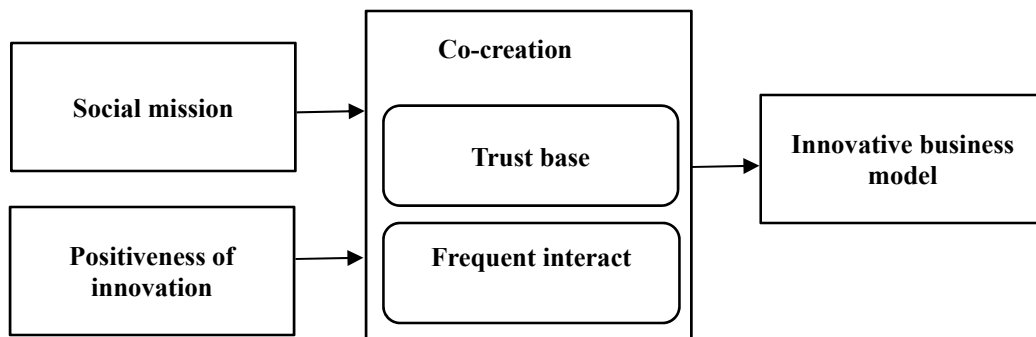 Social mission
Positiveness of
innovation
Co-creation
Trust base
Frequent interact
Innovative business
model